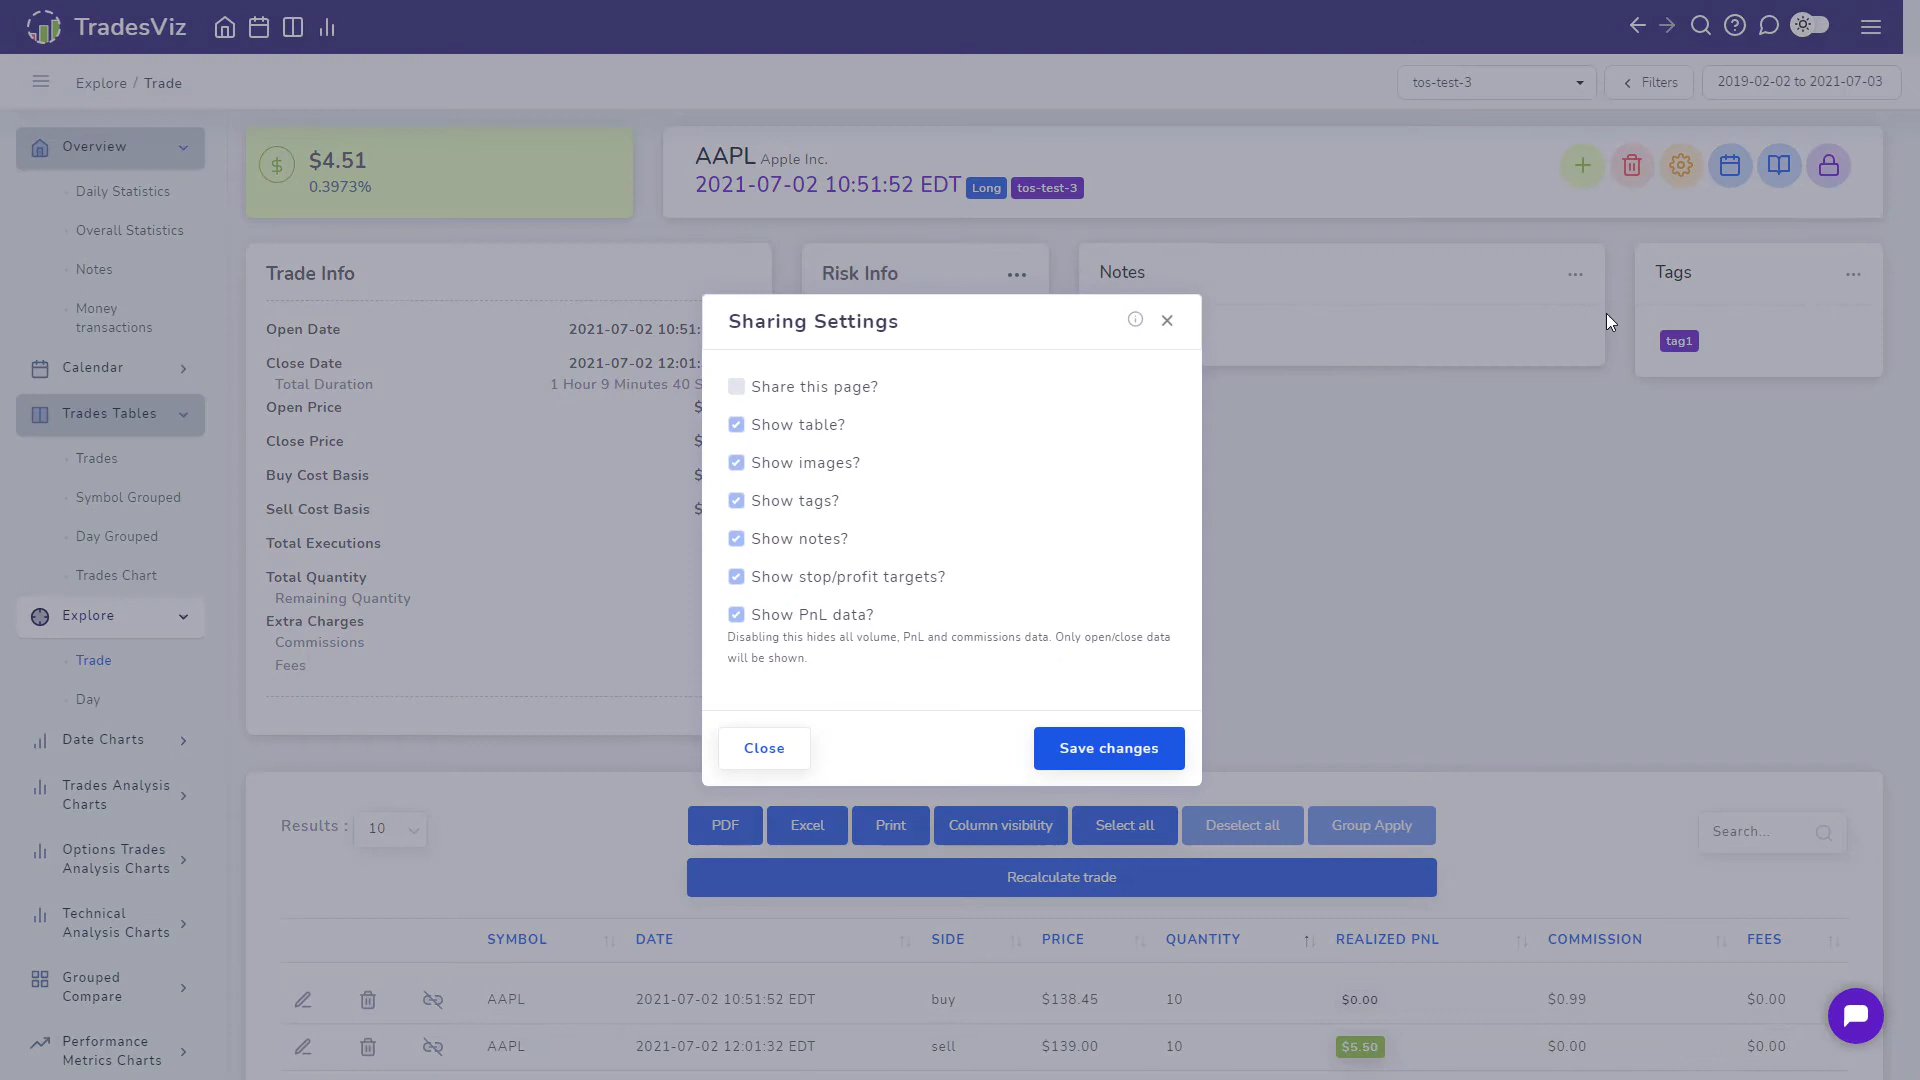 TradesViz
Explore / Trade
tos-test-3
Filters
2019-02-02 to 2021-07-03
Overview
Daily Statistics
Overall Statistics
Notes
Money
transactions
Calendar
Trades Tables
Trades
Symbol Grouped
Day Grouped
Trades Chart
Explore
Trade
Day
Date Charts
Trades Analysis
Charts
Options Trades
Analysis Charts
Technical
Analysis Charts
Grouped
Compare
Performance
Metrics Charts
$4.51
0.3973%
AAPL Apple Inc.
2021-07-02 10:51:52 EDT Long tos-test-3
Trade Info
Open Date 2021-07-02 10:51:
Close Date 2021-07-02 12:01:
Total Duration 1 Hour 9 Minutes 40 S
Open Price $
Close Price $
Buy Cost Basis $
Sell Cost Basis $
Total Executions
Total Quantity
Remaining Quantity
Extra Charges
Commissions
Fees
Risk Info
Notes
Tags
tag1
Sharing Settings
Share this page?
Show table?
Show images?
Show tags?
Show notes?
Show stop/profit targets?
Show PnL data?
Disabling this hides all volume, PnL and commissions data. Only open/close data
will be shown.
Close
Save changes
Results : 10
PDF Excel Print Column visibility Select all Deselect all Group Apply
Recalculate trade
Search...
SYMBOL DATE SIDE PRICE QUANTITY REALIZED PNL COMMISSION FEES
AAPL 2021-07-02 10:51:52 EDT buy $138.45 10 $0.00 $0.99 $0.00
AAPL 2021-07-02 12:01:32 EDT sell $139.00 10 $5.50 $0.00 $0.00